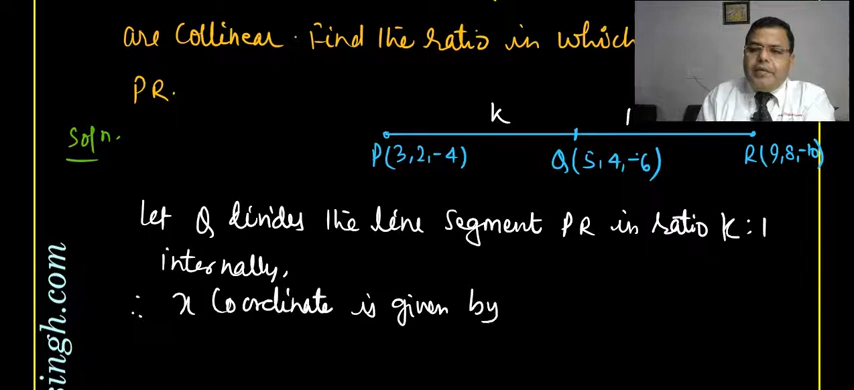 are collinear. Find the ratio in which
PR.
Soln.
k 1
P(3,2,-4) Q(5,4,-6) R(9,8,-10)
Let Q divides the line segment PR in ratio k:1
internally,
∴ x Coordinate is given by
singh.com